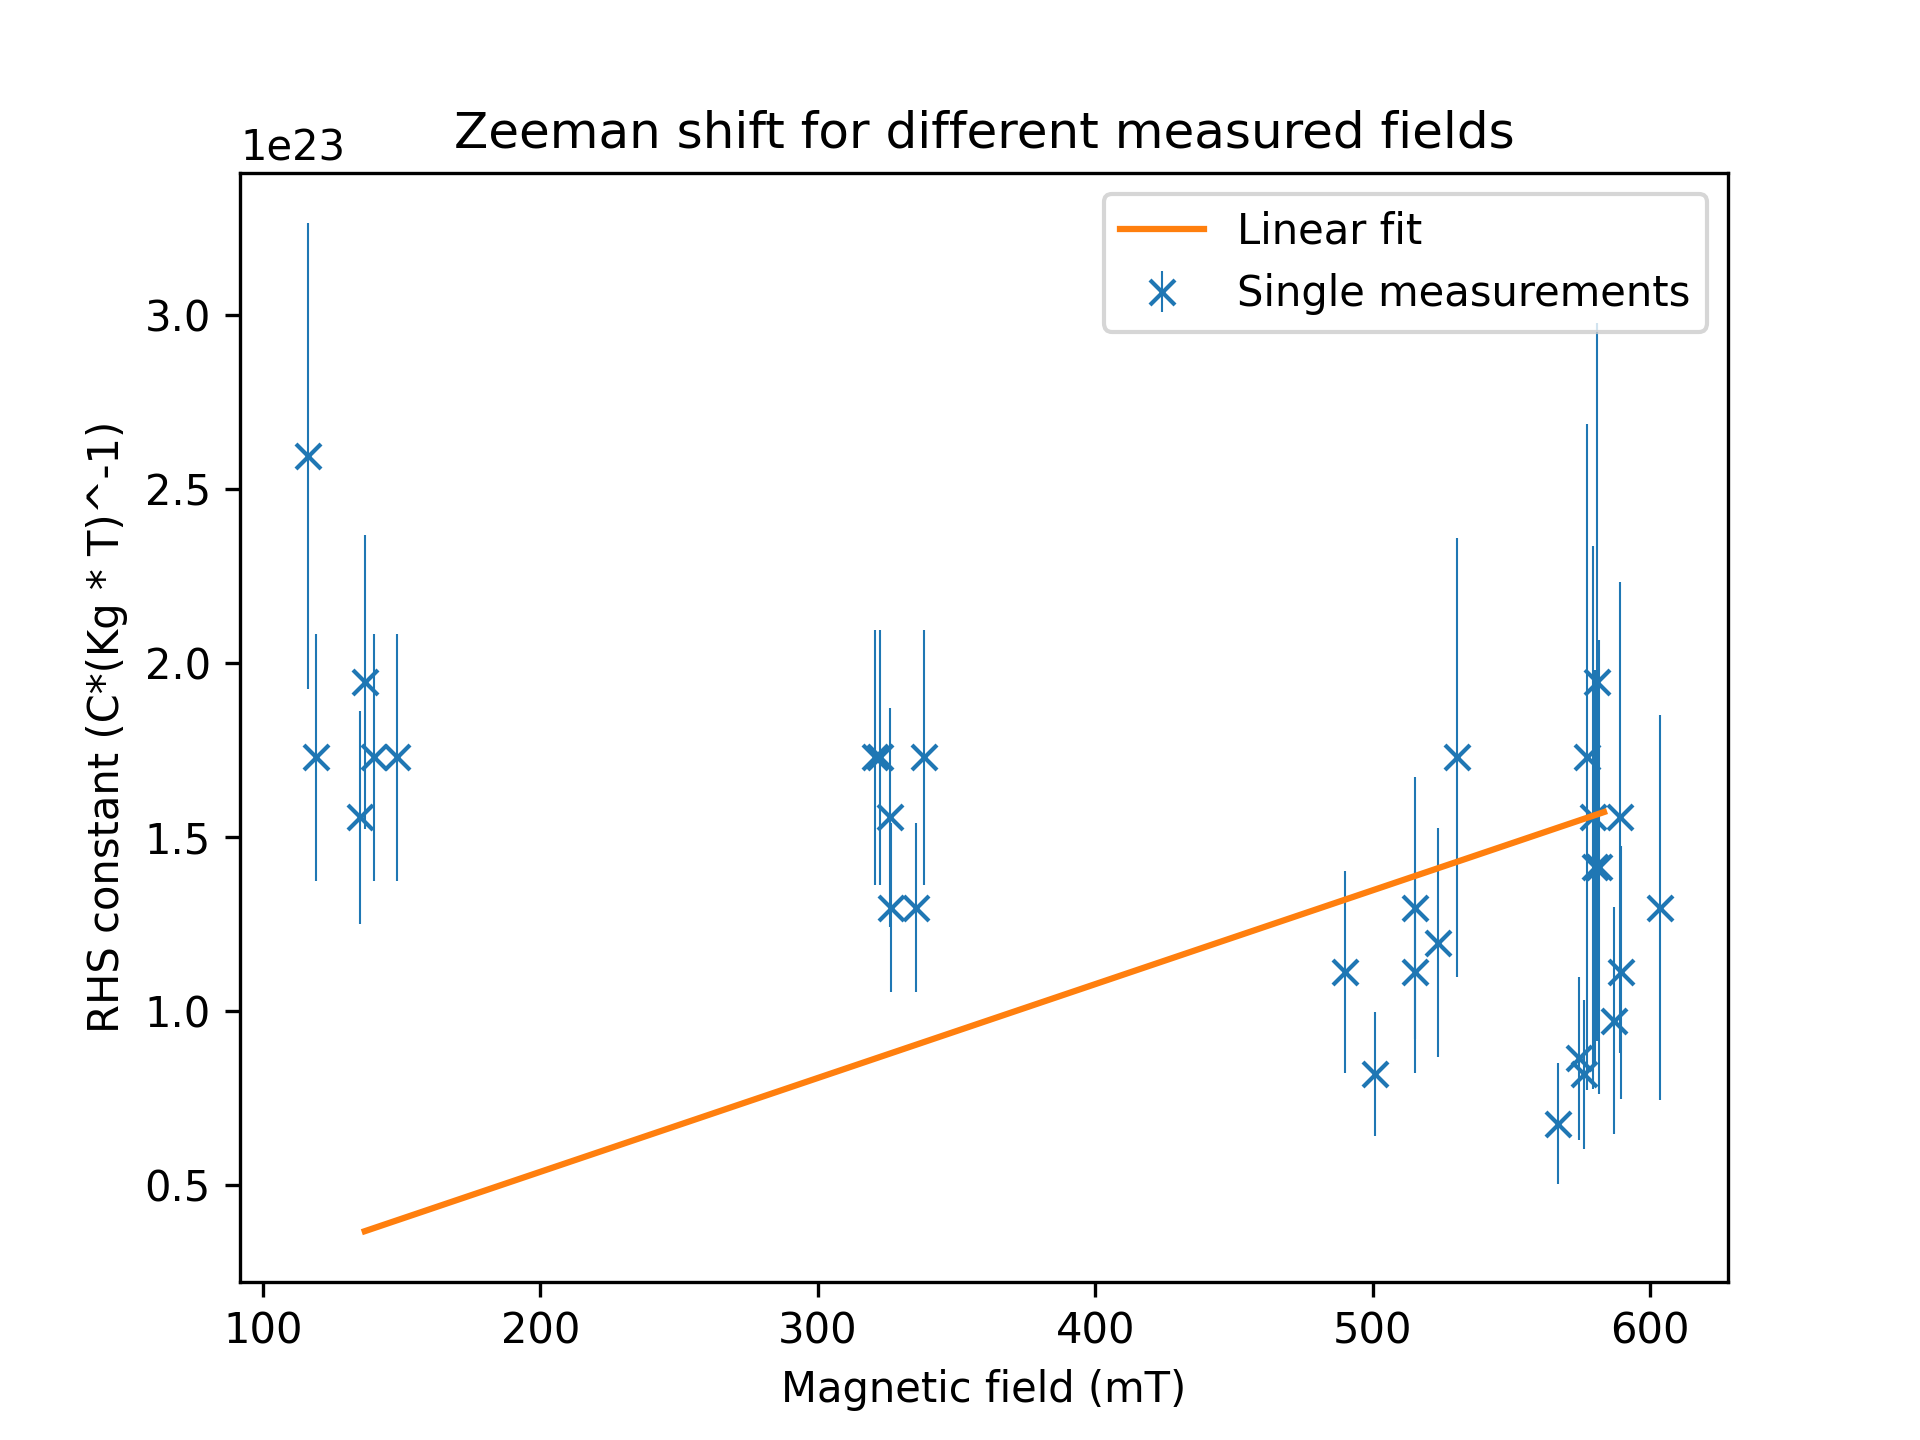 Zeeman shift for different measured fields
1e23
Linear fit
Single measurements
3.0
2.5
2.0
1.5
1.0
0.5
RHS constant (C*(Kg * T)^-1)
100 200 300 400 500 600
Magnetic field (mT)